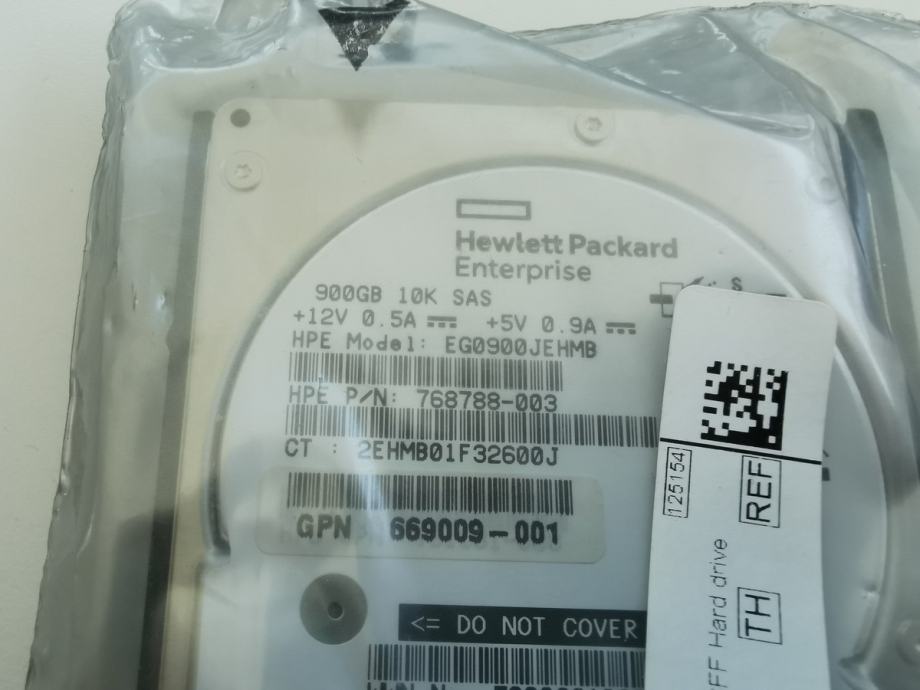 Hewlett Packard
Enterprise
900GB 10K SAS
+12V 0.5A +5V 0.9A
HPE Model: EG0900JEHMB
HPE P/N: 768788-003
CT : 2EHMB01F32600J
GPN 669009-001
<= DO NOT COVER
125154
REF
FF Hard drive
TH